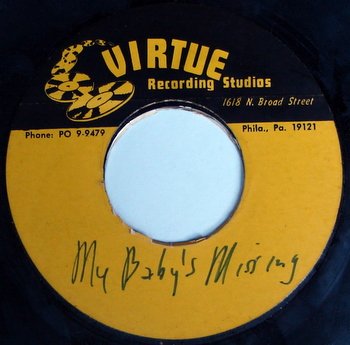 VIRTUE
Recording Studios
1618 N. Broad Street
Phone: PO 9-9479
Phila., Pa. 19121
My Baby's Missing